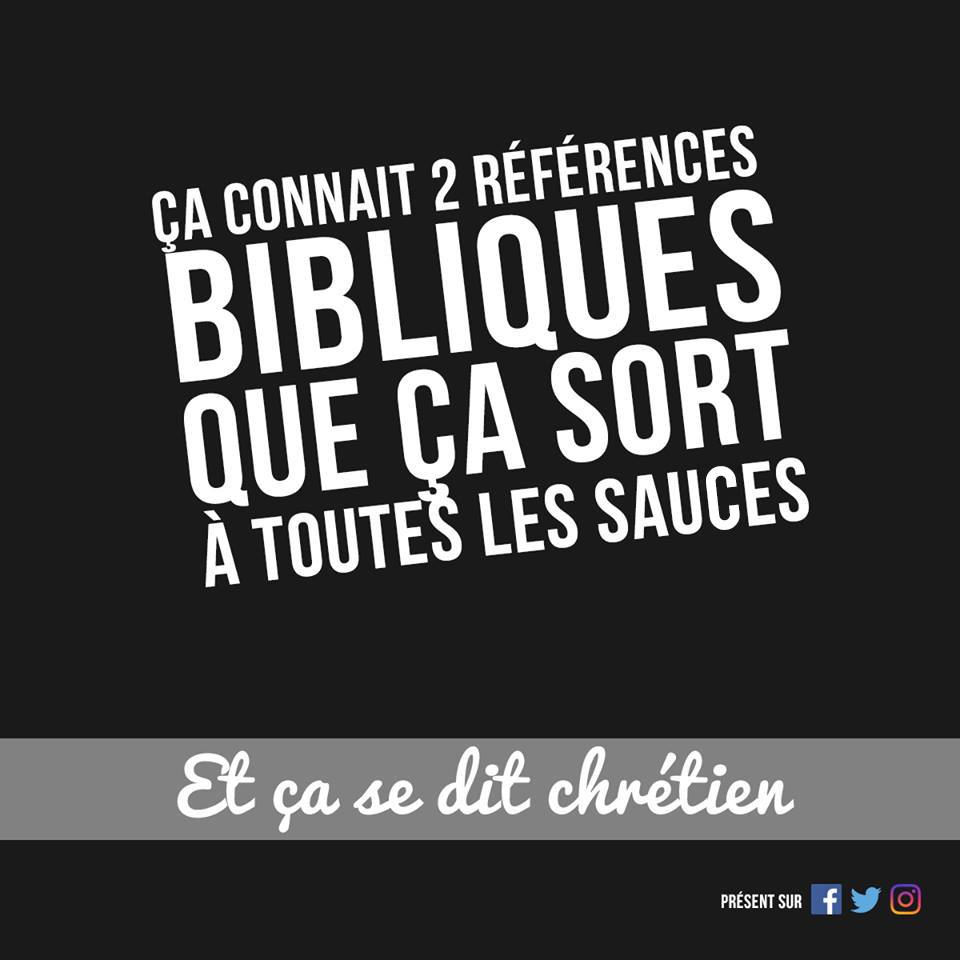 ÇA CONNAIT 2 RÉFÉRENCES
BIBLIQUES
QUE ÇA SORT
À TOUTES LES SAUCES
Et ça se dit chrétien
PRÉSENT SUR